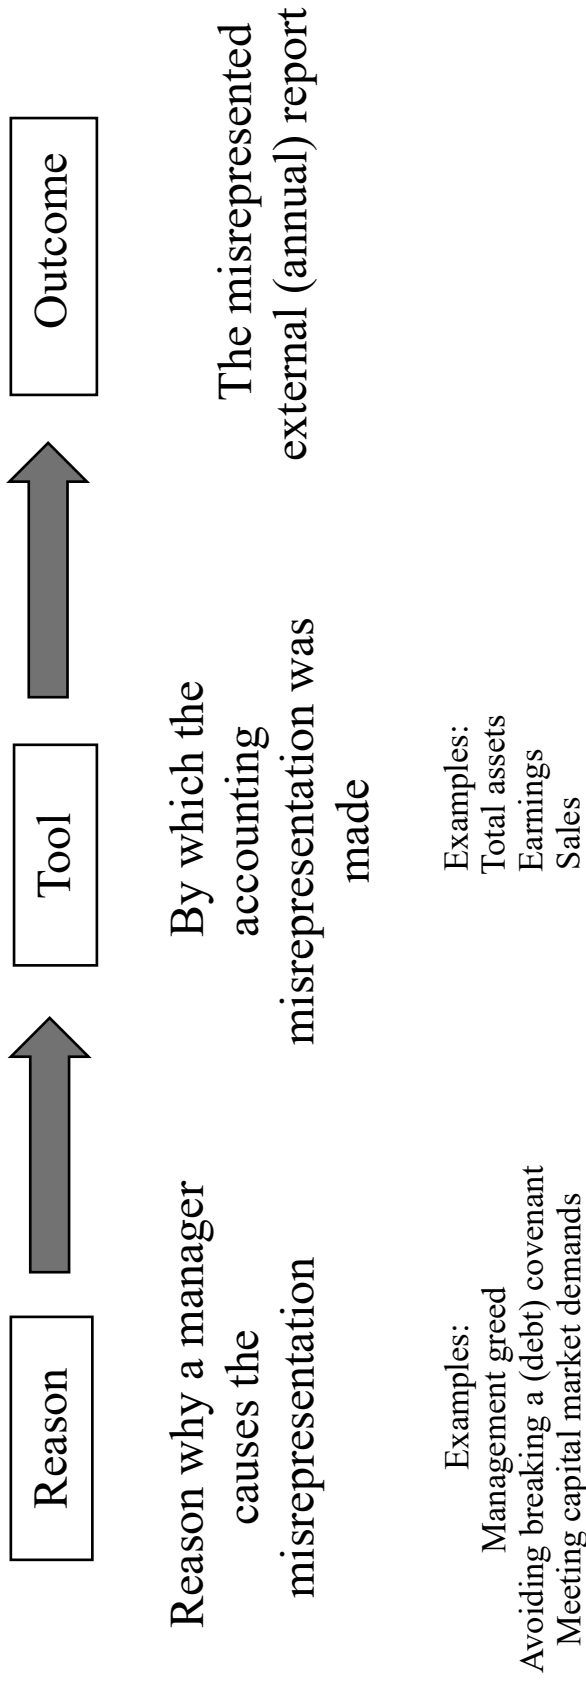 Reason
Reason why a manager
causes the
misrepresentation
Examples:
Management greed
Avoiding breaking a (debt) covenant
Meeting capital market demands
Tool
By which the
accounting
misrepresentation was
made
Examples:
Total assets
Earnings
Sales
Outcome
The misrepresented
external (annual) report